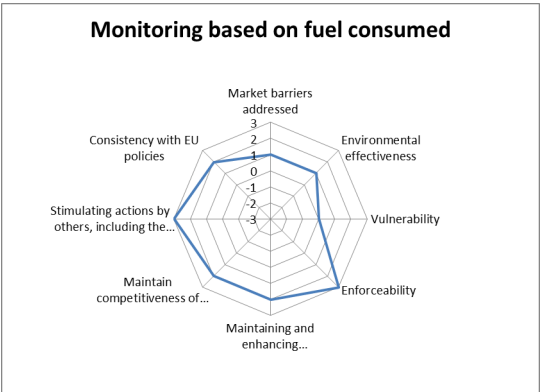 Monitoring based on fuel consumed
Market barriers
addressed
Environmental
effectiveness
Vulnerability
Enforceability
Maintaining and
enhancing...
Maintain
competitiveness of...
Stimulating actions by
others, including the...
Consistency with EU
policies
3
2
1
0
-1
-2
-3